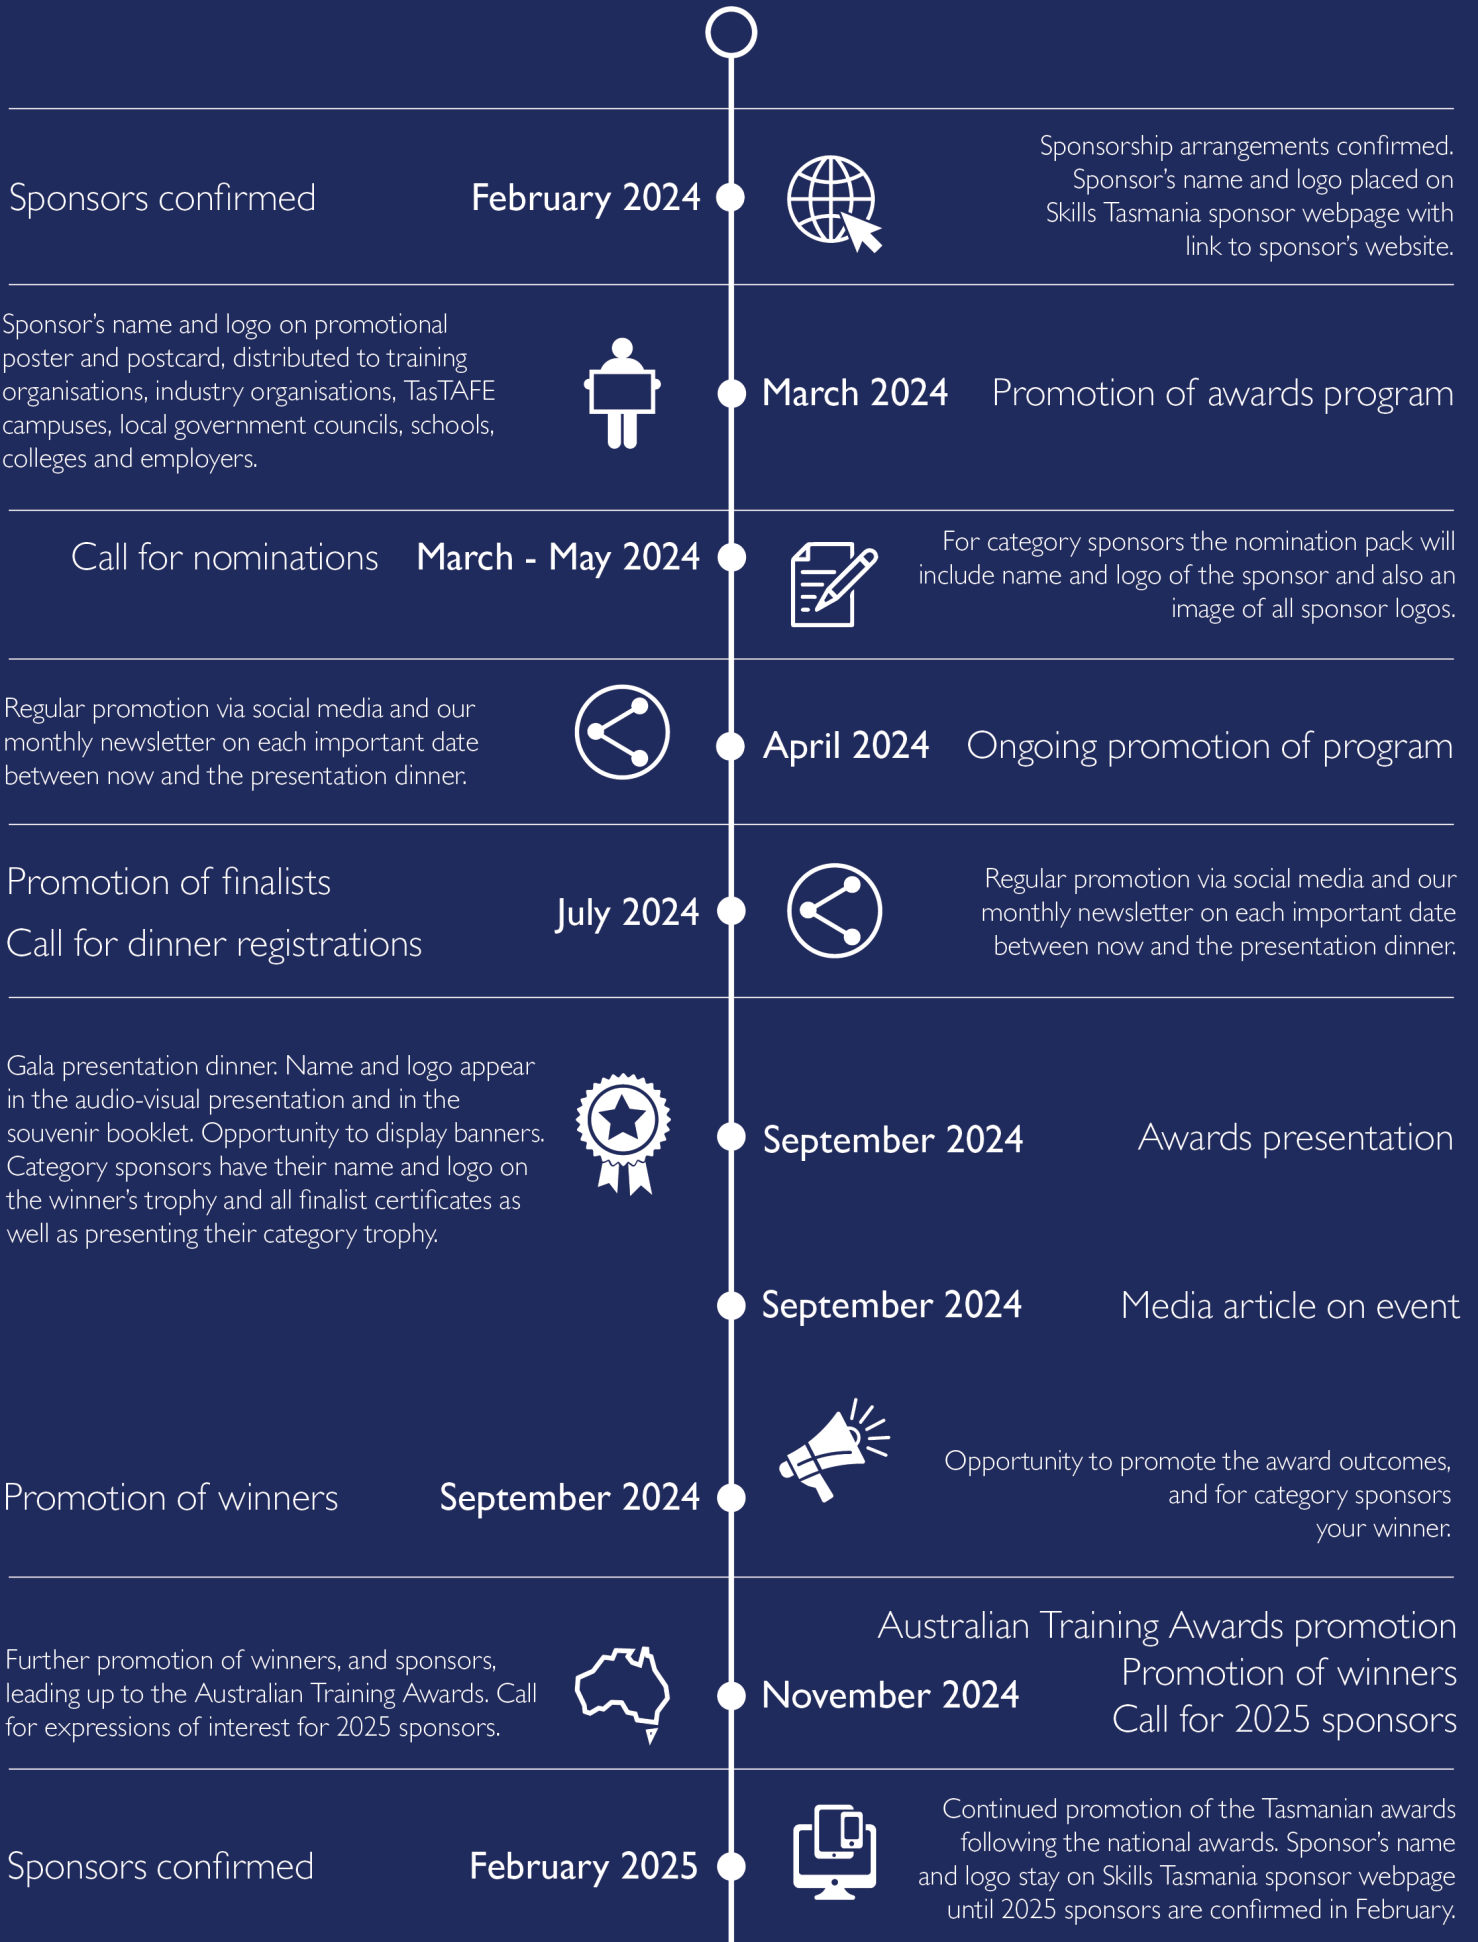 Sponsors confirmed
February 2024
Sponsorship arrangements confirmed.
Sponsor’s name and logo placed on
Skills Tasmania sponsor webpage with
link to sponsor’s website.
Sponsor’s name and logo on promotional
poster and postcard, distributed to training
organisations, industry organisations, TasTAFE
campuses, local government councils, schools,
colleges and employers.
March 2024
Promotion of awards program
Call for nominations
March - May 2024
For category sponsors the nomination pack will
include name and logo of the sponsor and also an
image of all sponsor logos.
Regular promotion via social media and our
monthly newsletter on each important date
between now and the presentation dinner.
April 2024
Ongoing promotion of program
Promotion of finalists
Call for dinner registrations
July 2024
Regular promotion via social media and our
monthly newsletter on each important date
between now and the presentation dinner.
Gala presentation dinner. Name and logo appear
in the audio-visual presentation and in the
souvenir booklet. Opportunity to display banners.
Category sponsors have their name and logo on
the winner’s trophy and all finalist certificates as
well as presenting their category trophy.
September 2024
Awards presentation
September 2024
Media article on event
Promotion of winners
September 2024
Opportunity to promote the award outcomes,
and for category sponsors
your winner.
Further promotion of winners, and sponsors,
leading up to the Australian Training Awards. Call
for expressions of interest for 2025 sponsors.
November 2024
Australian Training Awards promotion
Promotion of winners
Call for 2025 sponsors
Sponsors confirmed
February 2025
Continued promotion of the Tasmanian awards
following the national awards. Sponsor’s name
and logo stay on Skills Tasmania sponsor webpage
until 2025 sponsors are confirmed in February.